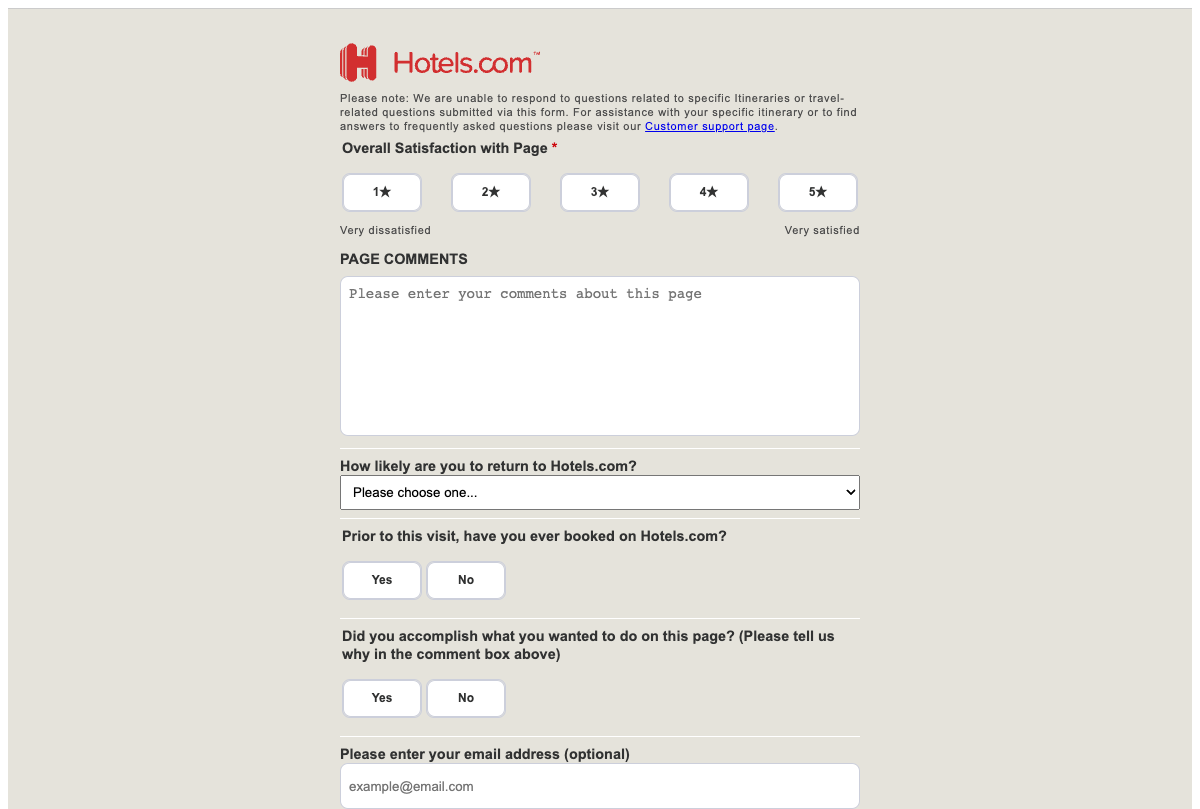 Hotels.com™
Please note: We are unable to respond to questions related to specific Itineraries or travel-
related questions submitted via this form. For assistance with your specific itinerary or to find
answers to frequently asked questions please visit our Customer support page.
Overall Satisfaction with Page *
1★ 2★ 3★ 4★ 5★
Very dissatisfied Very satisfied
PAGE COMMENTS
Please enter your comments about this page
How likely are you to return to Hotels.com?
Please choose one...
Prior to this visit, have you ever booked on Hotels.com?
Yes No
Did you accomplish what you wanted to do on this page? (Please tell us
why in the comment box above)
Yes No
Please enter your email address (optional)
example@email.com